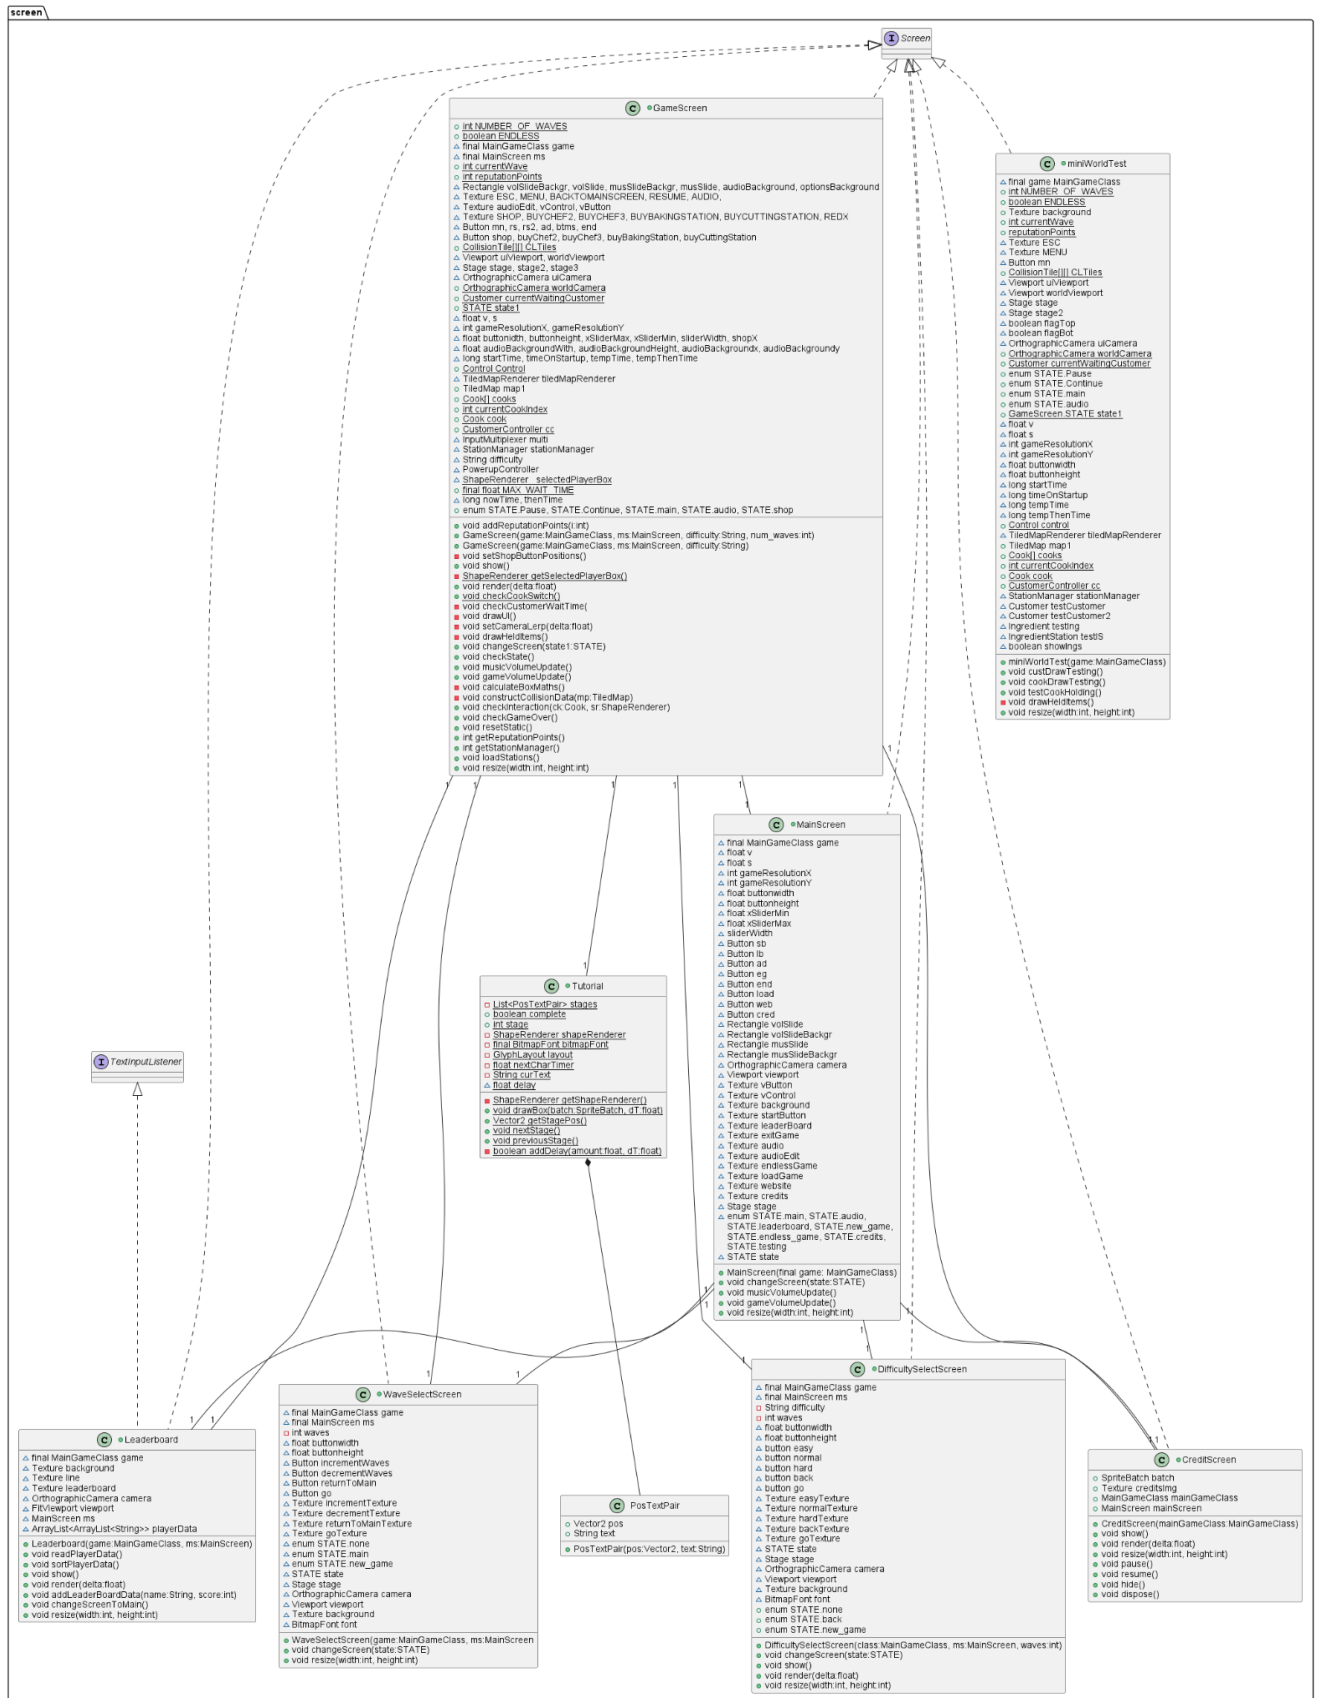 screen
I Screen
C GameScreen
int NUMBER_OF_WAVES
boolean ENDLESS
final MainGameClass game
final MainScreen ms
int currentWave
int reputationPoints
Rectangle volSlideBackgr, volSlide, musSlideBackgr, musSlide, audioBackground, optionsBackground
Texture ESC, MENU, BACKTOMAINSCREEN, RESUME, AUDIO,
Texture audioEdit, vControl, vButton
Texture SHOP, BUYCHEF2, BUYCHEF3, BUYBAKINGSTATION, BUYCUTTINGSTATION, REDX
Button mn, rs, rs2, ad, btms, end
Button shop, buyChef2, buyChef3, buyBakingStation, buyCuttingStation
CollisionTile[][] CLTiles
Viewport uiViewport, worldViewport
Stage stage, stage2, stage3
OrthographicCamera uiCamera
OrthographicCamera worldCamera
Customer currentWaitingCustomer
STATE state1
float v, s
int gameResolutionX, gameResolutionY
float buttonidth, buttonheight, xSliderMax, xSliderMin, sliderWidth, shopX
float audioBackgroundWith, audioBackgroundHeight, audioBackgroundx, audioBackgroundy
long startTime, timeOnStartup, tempTime, tempThenTime
Control Control
TiledMapRenderer tiledMapRenderer
TiledMap map1
Cook[] cooks
int currentCookIndex
Cook cook
CustomerController cc
InputMultiplexer multi
StationManager stationManager
String difficulty
PowerupController
ShapeRenderer _selectedPlayerBox
final float MAX_WAIT_TIME
long nowTime, thenTime
enum STATE.Pause, STATE.Continue, STATE.main, STATE.audio, STATE.shop
void addReputationPoints(i:int)
GameScreen(game:MainGameClass, ms:MainScreen, difficuty:String, num_waves:int)
GameScreen(game:MainGameClass, ms:MainScreen, difficulty:String)
void setShopButtonPositions()
void show()
ShapeRenderer getSelectedPlayerBox()
void render(delta:float)
void checkCookSwitch()
void checkCustomerWaitTime(
void drawUI()
void setCameraLerp(delta:float)
void drawHeldItems()
void changeScreen(state1:STATE)
void checkState()
void musicVolumeUpdate()
void gameVolumeUpdate()
void calculateBoxMaths()
void constructCollisionData(mp:TiledMap)
void checkInteraction(ck:Cook, sr:ShapeRenderer)
void checkGameOver()
void resetStatic()
int getReputationPoints()
int getStationManager()
void loadStations()
void resize(width:int, height:int)
C miniWorldTest
final game MainGameClass
int NUMBER_OF_WAVES
boolean ENDLESS
Texture background
int currentWave
reputationPoints
Texture ESC
Texture MENU
Button mn
CollisionTile[][] CLTiles
Viewport uiViewport
Viewport worldViewport
Stage stage
Stage stage2
boolean flagTop
boolean flagBot
OrthographicCamera uiCamera
OrthographicCamera worldCamera
Customer currentWaitingCustomer
enum STATE.Pause
enum STATE.Continue
enum STATE.main
enum STATE.audio
GameScreen.STATE state1
float v
float s
int gameResolutionX
int gameResolutionY
float buttonwidth
float buttonheight
long startTime
long timeOnStartup
long tempTime
long tempThenTime
Control control
TiledMapRenderer tiledMapRenderer
TiledMap map1
Cook[] cooks
int currentCookIndex
Cook cook
CustomerController cc
StationManager stationManager
Customer testCustomer
Customer testCustomer2
Ingredient testIng
IngredientStation testIS
boolean showIngs
miniWorldTest(game:MainGameClass)
void custDrawTesting()
void cookDrawTesting()
void testCookHolding()
void drawHeldItems()
void resize(width:int, height:int)
1
1 1 1 1 1
1
C MainScreen
final MainGameClass game
float v
float s
int gameResolutionX
int gameResolutionY
float buttonwidth
float buttonheight
float xSliderMin
float xSliderMax
sliderWidth
Button sb
Button lb
Button ad
Button eg
Button end
Button load
Button web
Button cred
Rectangle volSlide
Rectangle volSlideBackgr
Rectangle musSlide
Rectangle musSlideBackgr
OrthographicCamera camera
Viewport viewport
Texture vButton
Texture vControl
Texture background
Texture startButton
Texture leaderBoard
Texture exitGame
Texture audio
Texture audioEdit
Texture endlessGame
Texture loadGame
Texture website
Texture credits
Stage stage
enum STATE.main, STATE.audio,
STATE.leaderboard, STATE.new_game,
STATE.endless_game, STATE.credits,
STATE.testing
STATE state
MainScreen(final game: MainGameClass)
void changeScreen(state:STATE)
void musicVolumeUpdate()
void gameVolumeUpdate()
void resize(width:int, height:int)
1
C Tutorial
List<PosTextPair> stages
boolean complete
int stage
ShapeRenderer shapeRenderer
final BitmapFont bitmapFont
GlyphLayout layout
float nextCharTimer
String curText
float delay
ShapeRenderer getShapeRenderer()
void drawBox(batch:SpriteBatch, dT:float)
Vector2 getStagePos()
void nextStage()
void previousStage()
boolean addDelay(amount:float, dT:float)
I TextInputListener
1
1 1 1
1 1 1 1
1 1
1 1
C Leaderboard
final MainGameClass game
Texture background
Texture line
Texture leaderboard
OrthographicCamera camera
FitViewport viewport
MainScreen ms
ArrayList<ArrayList<String>> playerData
Leaderboard(game:MainGameClass, ms:MainScreen)
void readPlayerData()
void sortPlayerData()
void show()
void render(delta:float)
void addLeaderBoardData(name:String, score:int)
void changeScreenToMain()
void resize(width:int, height:int)
C WaveSelectScreen
final MainGameClass game
final MainScreen ms
int waves
float buttonwidth
float buttonheight
Button incrementWaves
Button decrementWaves
Button returnToMain
Button go
Texture incrementTexture
Texture decrementTexture
Texture returnToMainTexture
Texture goTexture
enum STATE.none
enum STATE.main
enum STATE.new_game
STATE state
Stage stage
OrthographicCamera camera
Viewport viewport
Texture background
BitmapFont font
WaveSelectScreen(game:MainGameClass, ms:MainScreen
void changeScreen(state:STATE)
void resize(width:int, height:int)
C PosTextPair
Vector2 pos
String text
PosTextPair(pos:Vector2, text:String)
C DifficultySelectScreen
final MainGameClass game
final MainScreen ms
String difficulty
int waves
float buttonwidth
float buttonheight
button easy
button normal
button hard
button back
button go
Texture easyTexture
Texture normalTexture
Texture hardTexture
Texture backTexture
Texture goTexture
STATE state
Stage stage
OrthographicCamera camera
Viewport viewport
Texture background
BitmapFont font
enum STATE.none
enum STATE.back
enum STATE.new_game
DifficultySelectScreen(class:MainGameClass, ms:MainScreen, waves:int)
void changeScreen(state:STATE)
void show()
void render(delta:float)
void resize(width:int, height:int)
C CreditScreen
SpriteBatch batch
Texture creditsImg
MainGameClass mainGameClass
MainScreen mainScreen
CreditScreen(mainGameClass:MainGameClass)
void show()
void render(delta:float)
void resize(width:int, height:int)
void pause()
void resume()
void hide()
void dispose()